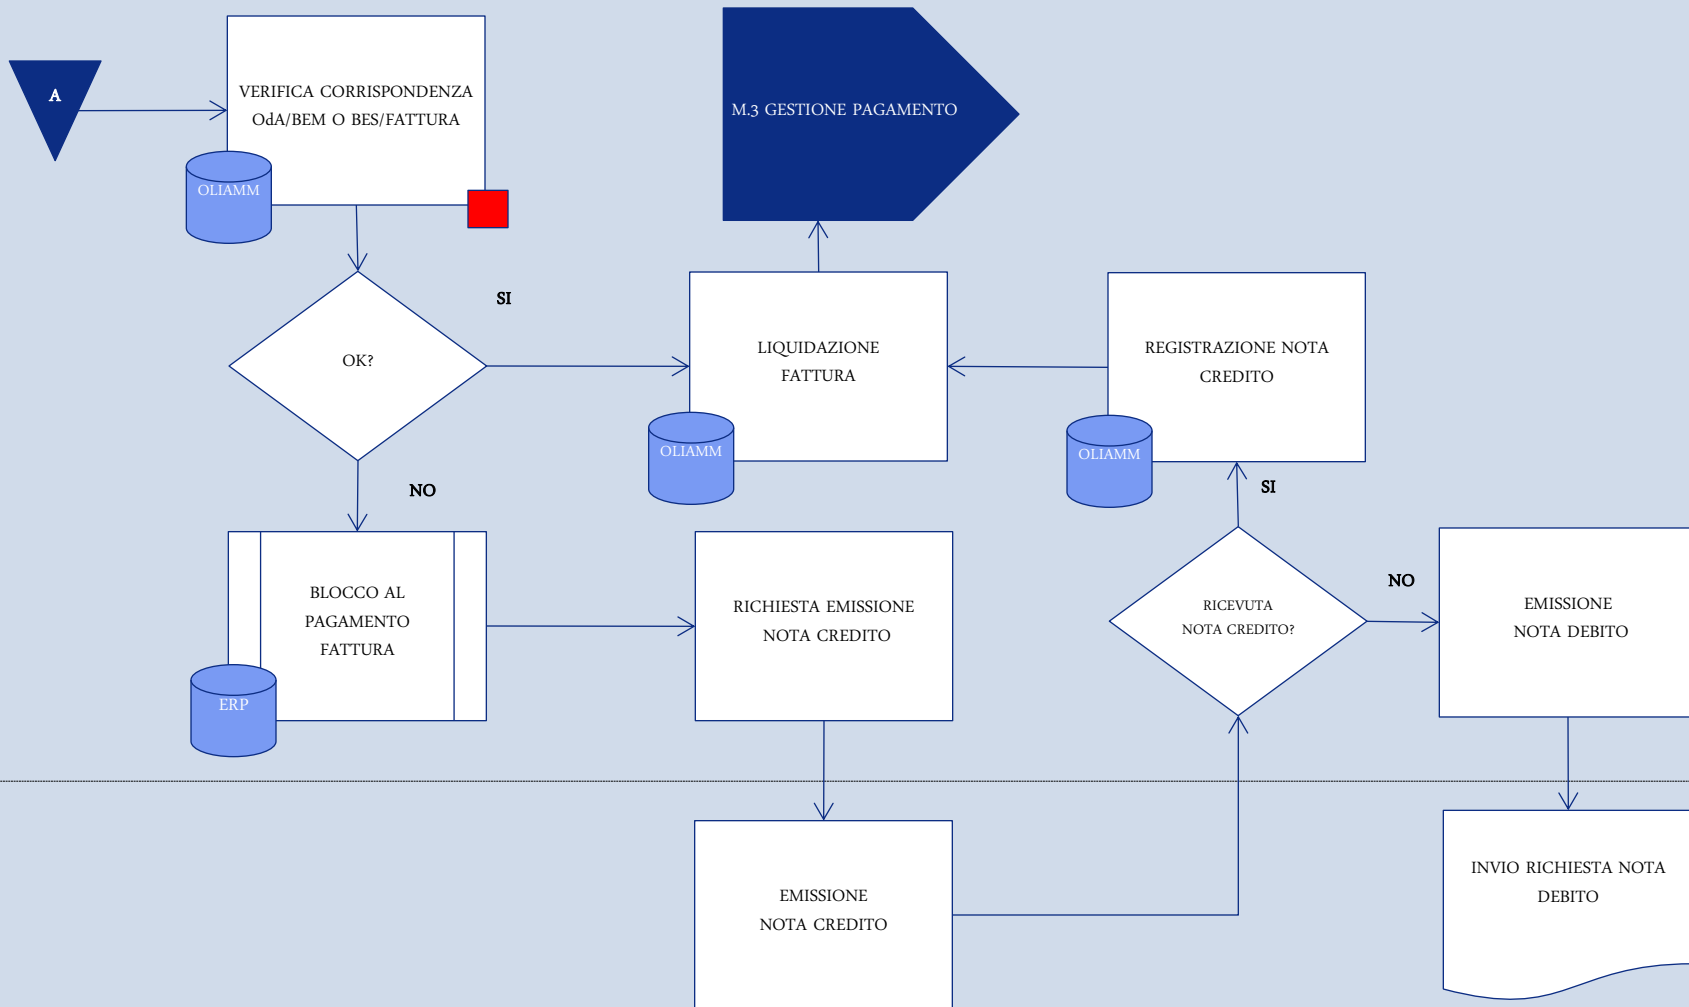 A
VERIFICA CORRISPONDENZA
OdA/BEM O BES/FATTURA
OLIAMM
M.3 GESTIONE PAGAMENTO
OK?
SI
LIQUIDAZIONE
FATTURA
OLIAMM
REGISTRAZIONE NOTA
CREDITO
OLIAMM
NO
SI
BLOCCO AL
PAGAMENTO
FATTURA
ERP
RICHIESTA EMISSIONE
NOTA CREDITO
RICEVUTA
NOTA CREDITO?
NO
EMISSIONE
NOTA DEBITO
EMISSIONE
NOTA CREDITO
INVIO RICHIESTA NOTA
DEBITO